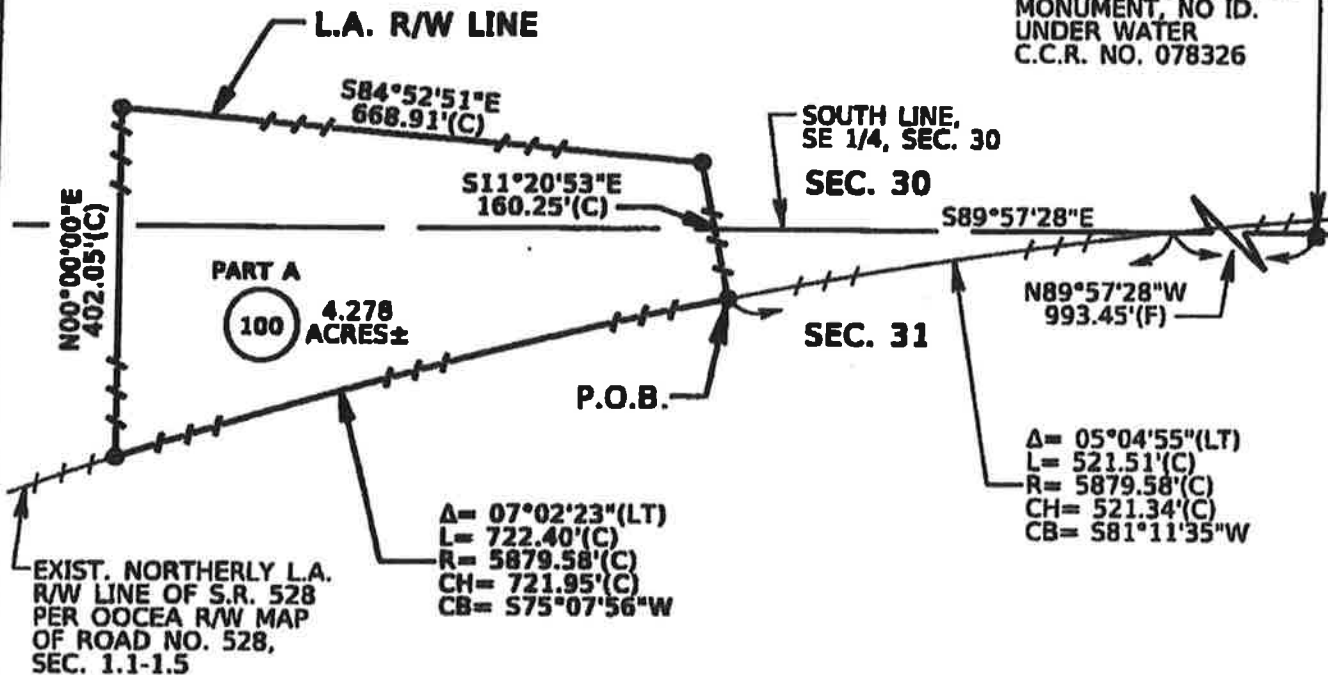 MONUMENT, NO ID.
UNDER WATER
C.C.R. NO. 078326
L.A. R/W LINE
S84°52'51"E
668.91'(C)
SOUTH LINE,
SE 1/4, SEC. 30
SEC. 30
S11°20'53"E
160.25'(C)
S89°57'28"E
N00°00'00"E
402.05'(C)
PART A
100
4.278
ACRES±
N89°57'28"W
993.45'(F)
SEC. 31
P.O.B.
Δ= 05°04'55"(LT)
L= 521.51'(C)
R= 5879.58'(C)
CH= 521.34'(C)
CB= S81°11'35"W
Δ= 07°02'23"(LT)
L= 722.40'(C)
R= 5879.58'(C)
CH= 721.95'(C)
CB= S75°07'56"W
EXIST. NORTHERLY L.A.
R/W LINE OF S.R. 528
PER OOCEA R/W MAP
OF ROAD NO. 528,
SEC. 1.1-1.5